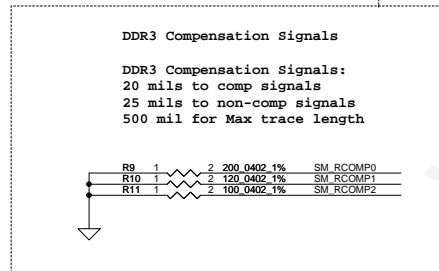 DDR3 Compensation Signals
DDR3 Compensation Signals:
20 mils to comp signals
25 mils to non-comp signals
500 mil for Max trace length
R9 1 2 200_0402_1% SM_RCOMP0
R10 1 2 120_0402_1% SM_RCOMP1
R11 1 2 100_0402_1% SM_RCOMP2